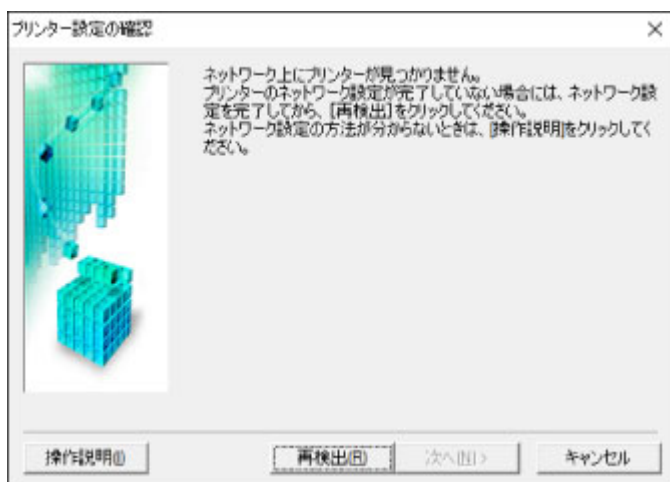 プリンター設定の確認
ネットワーク上にプリンターが見つかりません。
プリンターのネットワーク設定が完了していない場合には、ネットワーク設
定を完了してから、[再検出]をクリックしてください。
ネットワーク設定の方法が分からないときは、[操作説明]をクリックしてく
ださい。
操作説明(I)
再検出(R)
次へ(N) >
キャンセル